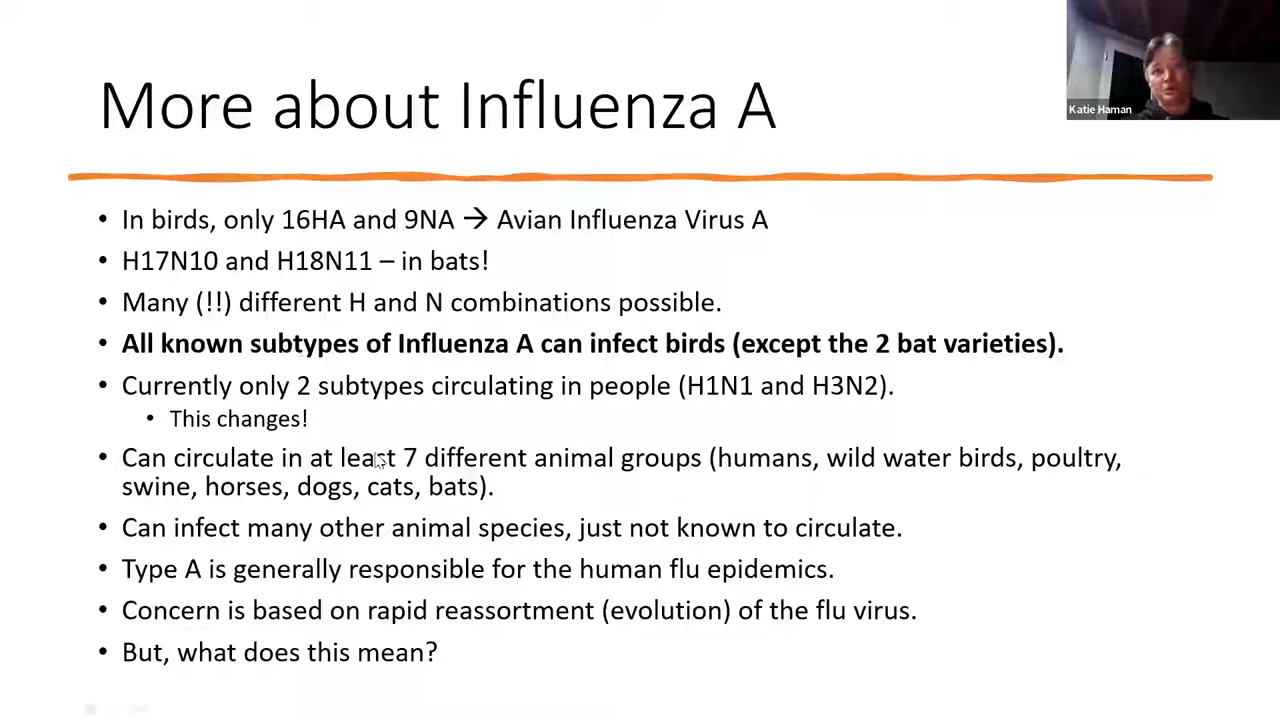 More about Influenza A
Katie Haman
• In birds, only 16HA and 9NA → Avian Influenza Virus A
• H17N10 and H18N11 – in bats!
• Many (!!) different H and N combinations possible.
• All known subtypes of Influenza A can infect birds (except the 2 bat varieties).
• Currently only 2 subtypes circulating in people (H1N1 and H3N2).
• This changes!
• Can circulate in at least 7 different animal groups (humans, wild water birds, poultry,
swine, horses, dogs, cats, bats).
• Can infect many other animal species, just not known to circulate.
• Type A is generally responsible for the human flu epidemics.
• Concern is based on rapid reassortment (evolution) of the flu virus.
• But, what does this mean?